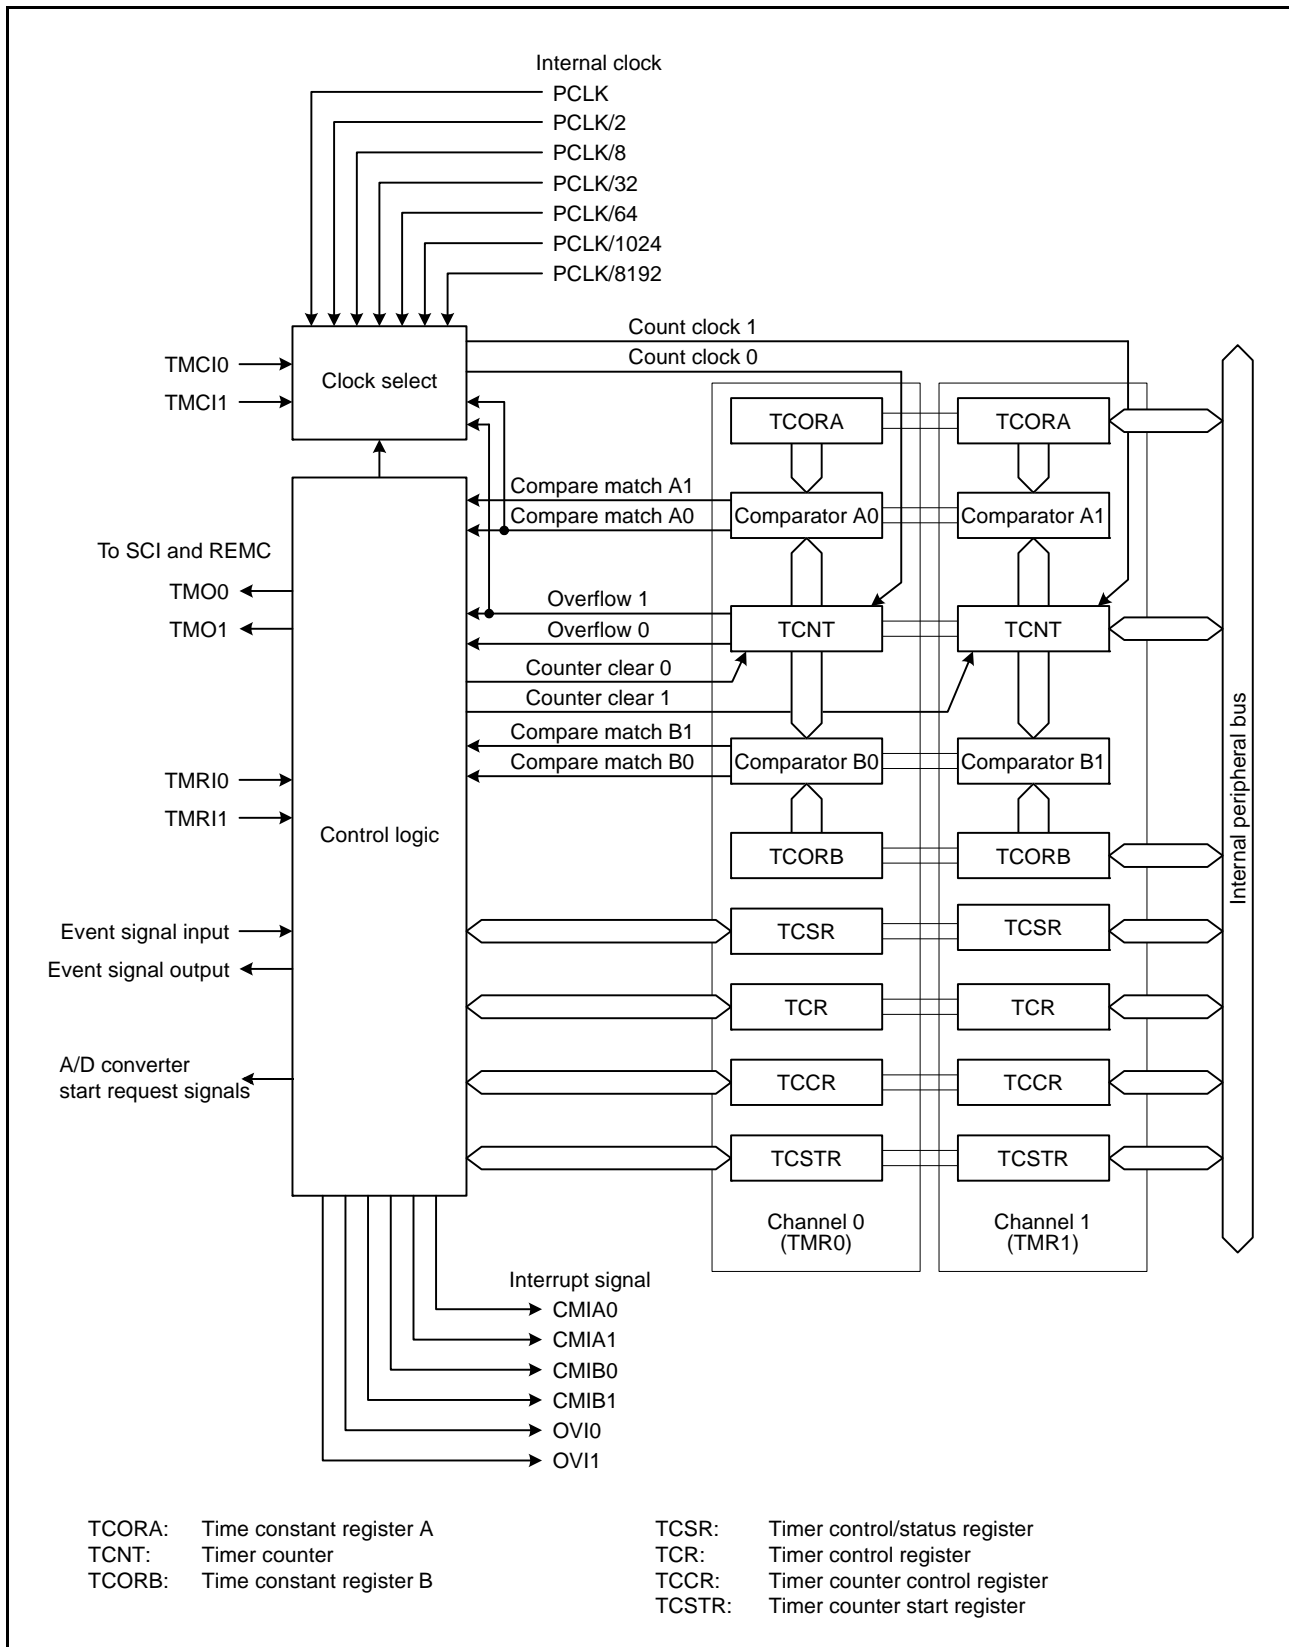 Internal clock
PCLK
PCLK/2
PCLK/8
PCLK/32
PCLK/64
PCLK/1024
PCLK/8192
Count clock 1
Count clock 0
TMCI0
TMCI1
Clock select
TCORA
TCORA
Compare match A1
Compare match A0
Comparator A0
Comparator A1
To SCI and REMC
TMO0
TMO1
Overflow 1
Overflow 0
TCNT
TCNT
Counter clear 0
Counter clear 1
Compare match B1
Compare match B0
Comparator B0
Comparator B1
TMRI0
TMRI1
Control logic
TCORB
TCORB
Internal peripheral bus
Event signal input
Event signal output
TCSR
TCSR
TCR
TCR
A/D converter
start request signals
TCCR
TCCR
TCSTR
TCSTR
Channel 0
(TMR0)
Channel 1
(TMR1)
Interrupt signal
CMIA0
CMIA1
CMIB0
CMIB1
OVI0
OVI1
TCORA: Time constant register A
TCNT: Timer counter
TCORB: Time constant register B
TCSR: Timer control/status register
TCR: Timer control register
TCCR: Timer counter control register
TCSTR: Timer counter start register